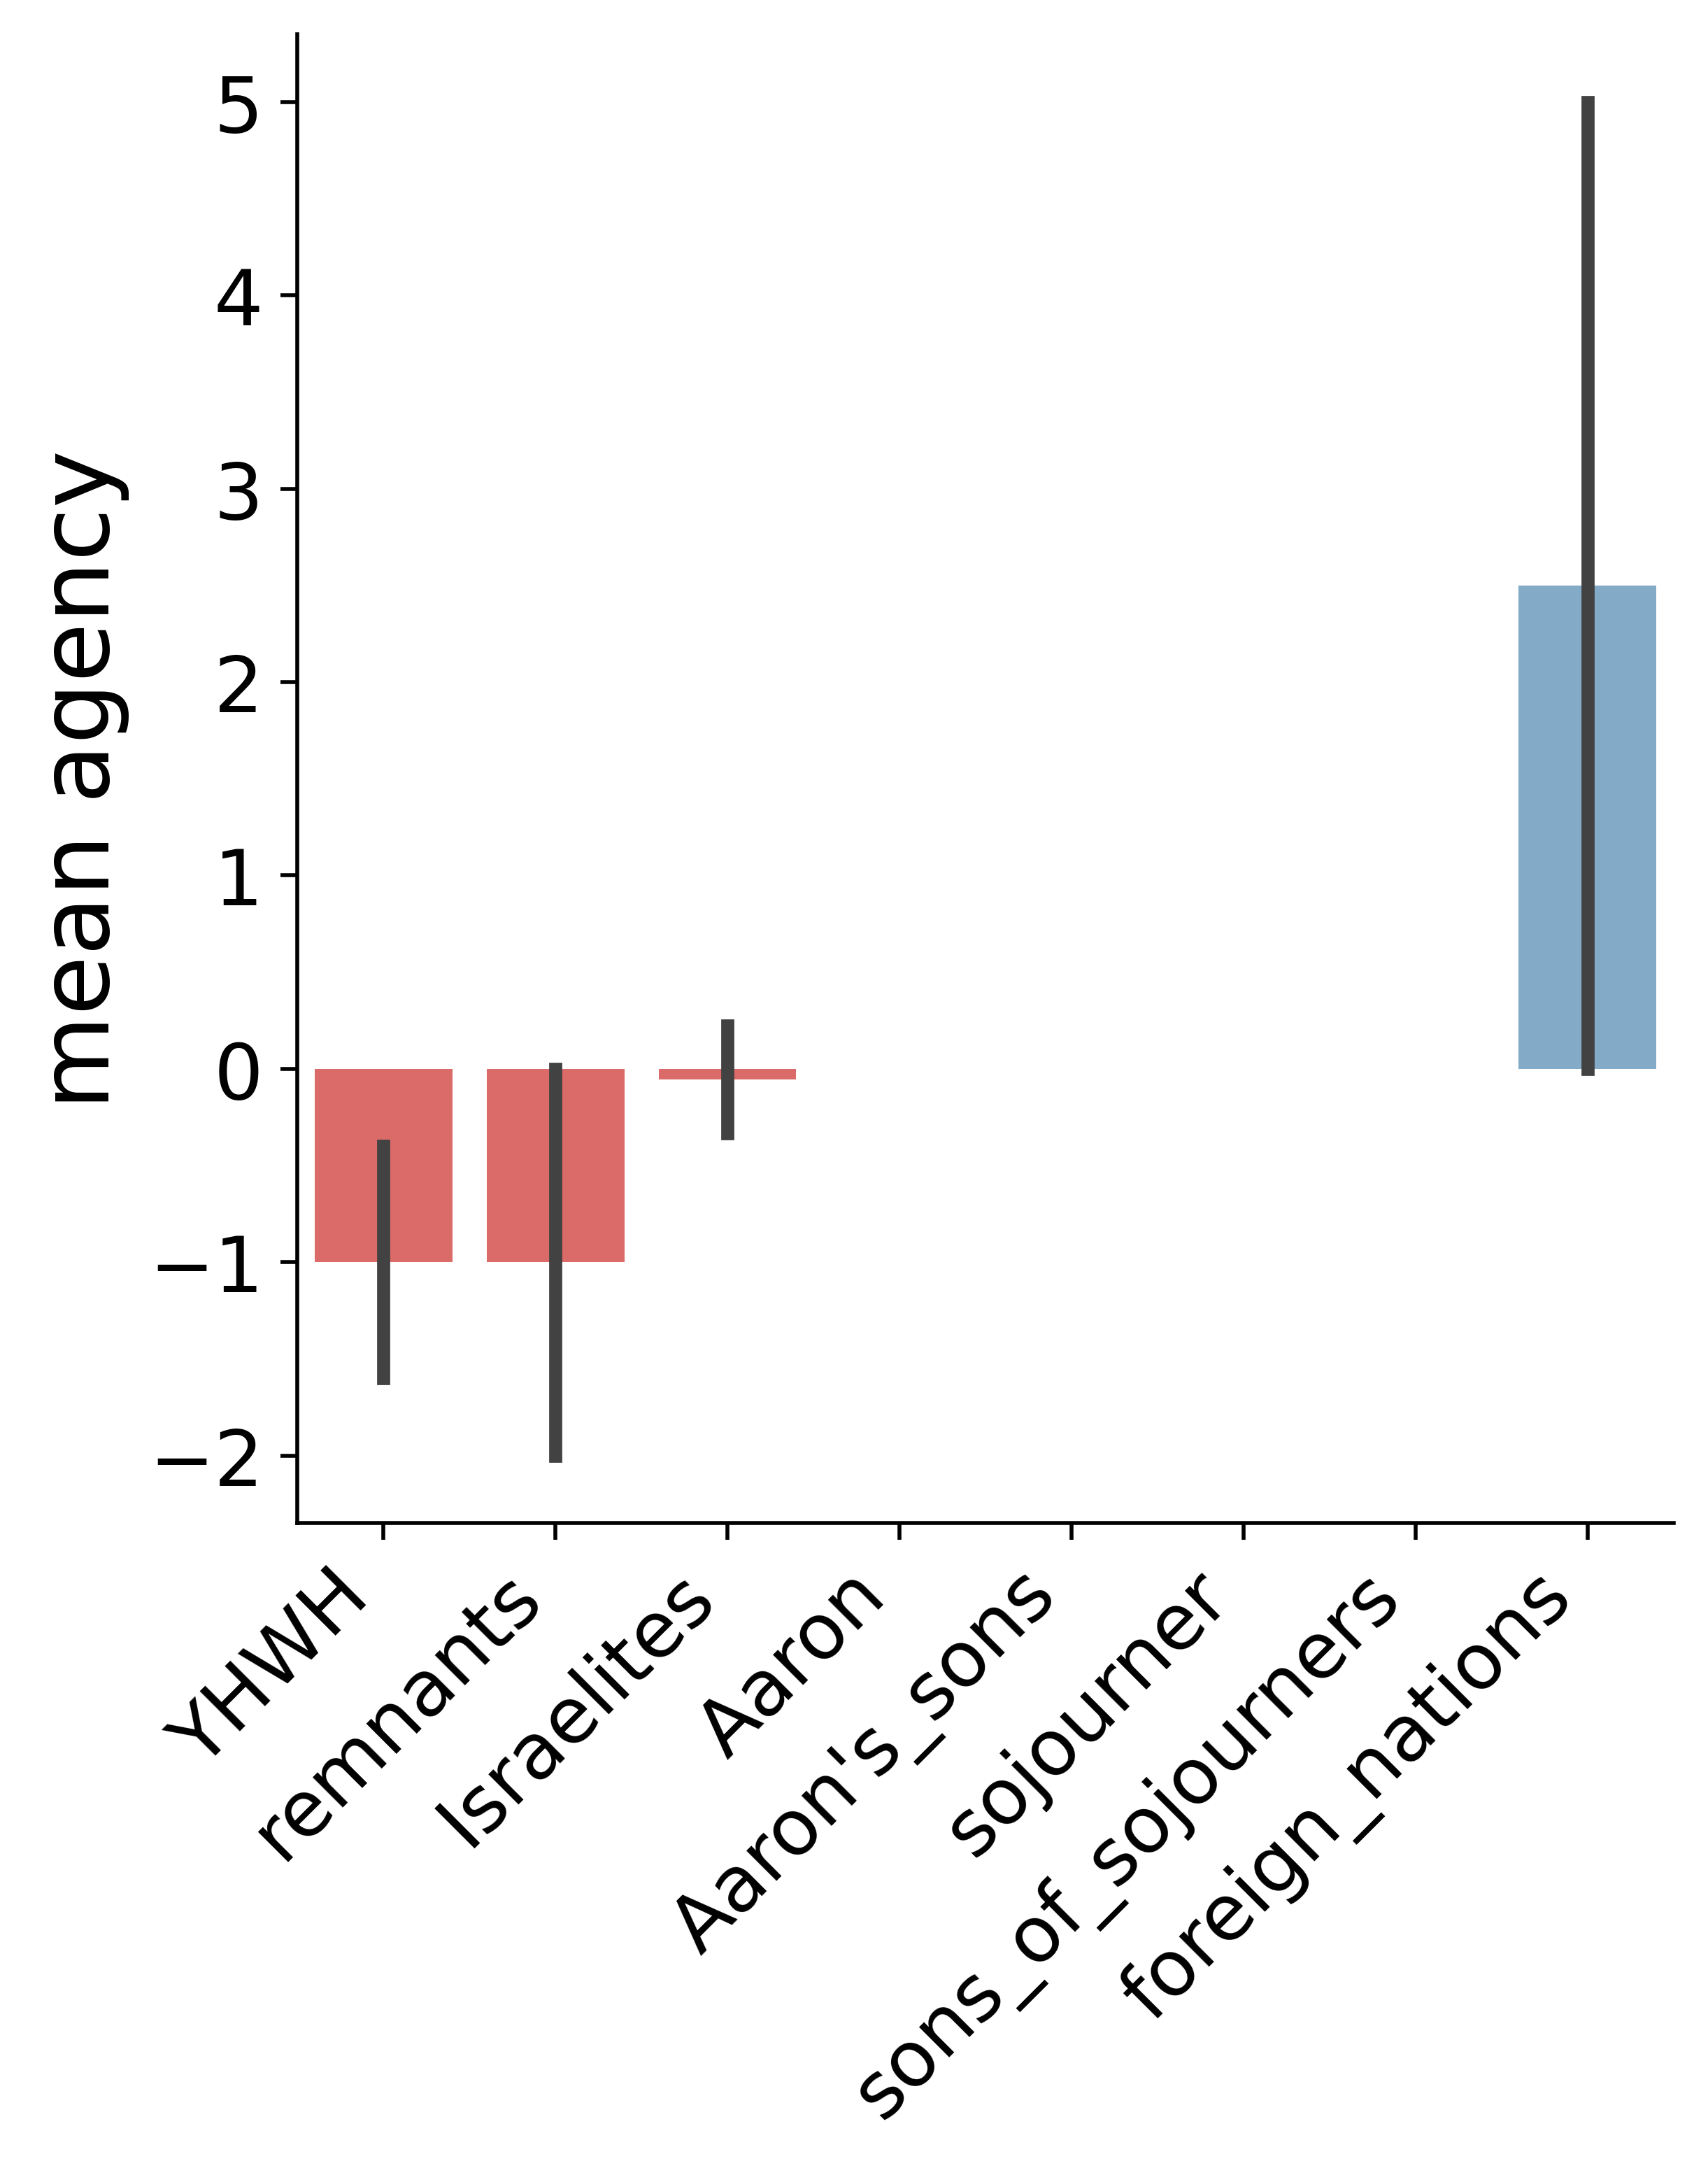 mean agency
5
4
3
2
1
0
−1
−2
YHWH
remnants
Israelites
Aaron
Aaron's_sons
sojourner
sons_of_sojourners
foreign_nations